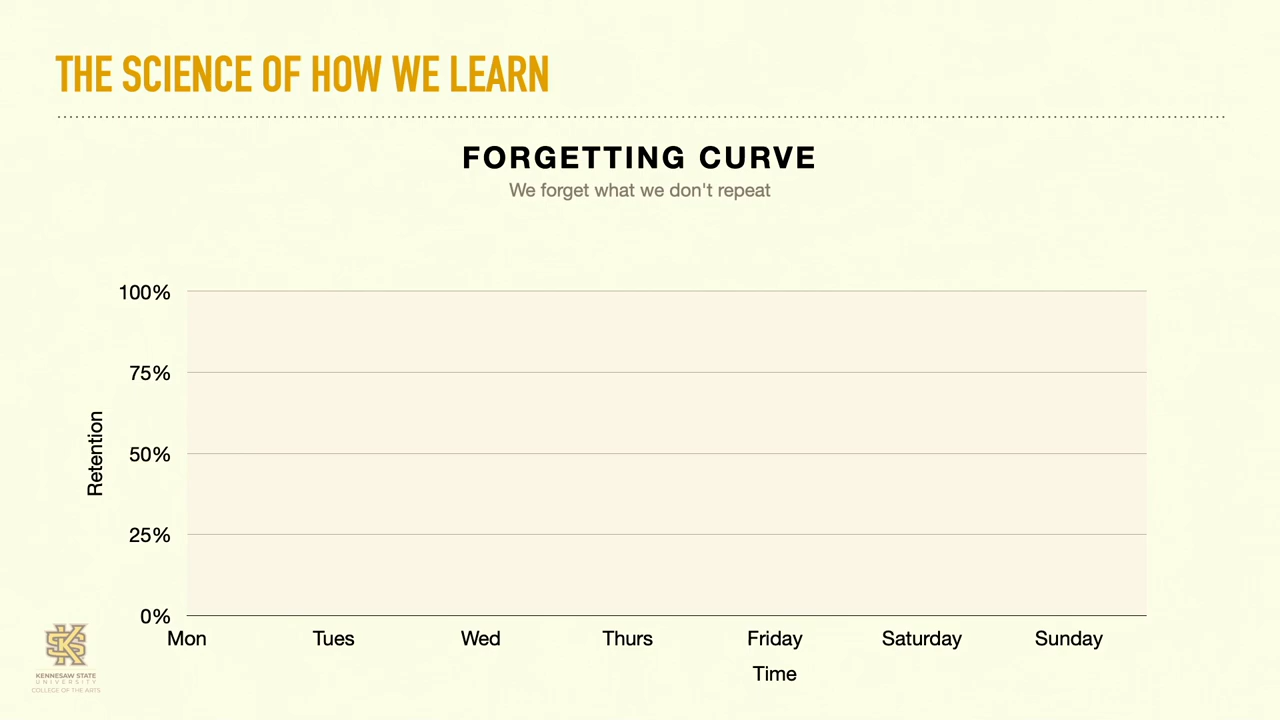 THE SCIENCE OF HOW WE LEARN
FORGETTING CURVE
We forget what we don't repeat
100%
75%
50%
25%
0%
Retention
Mon Tues Wed Thurs Friday Saturday Sunday
Time
KENNESAW STATE
UNIVERSITY
COLLEGE OF THE ARTS